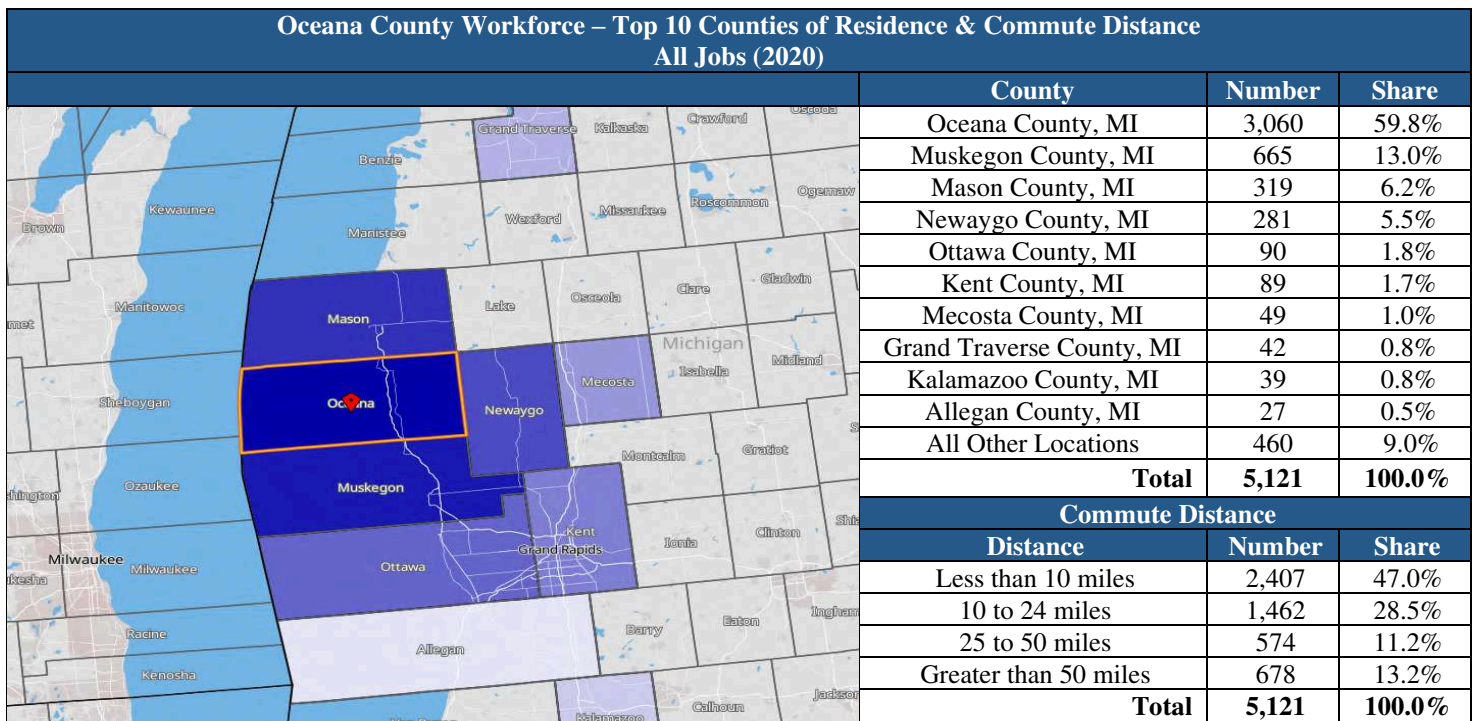 Oceana County Workforce – Top 10 Counties of Residence & Commute Distance
All Jobs (2020)
County Number Share
Oceana County, MI 3,060 59.8%
Muskegon County, MI 665 13.0%
Mason County, MI 319 6.2%
Newaygo County, MI 281 5.5%
Ottawa County, MI 90 1.8%
Kent County, MI 89 1.7%
Mecosta County, MI 49 1.0%
Grand Traverse County, MI 42 0.8%
Kalamazoo County, MI 39 0.8%
Allegan County, MI 27 0.5%
All Other Locations 460 9.0%
Total 5,121 100.0%
Commute Distance
Distance Number Share
Less than 10 miles 2,407 47.0%
10 to 24 miles 1,462 28.5%
25 to 50 miles 574 11.2%
Greater than 50 miles 678 13.2%
Total 5,121 100.0%
Grand Traverse Kalkaska Crawford Oscoda
Benzie
Kewaunee Wexford Missaukee Roscommon Ogemaw
Brown Manistee
Manitowoc Mason Lake Osceola Clare Gladwin
Michigan
Isabella Midland
Sheboygan Newaygo Mecosta
Ozaukee Muskegon Montcalm Gratiot
Kent
Grand Rapids Ionia Clinton
Milwaukee Milwaukee Ottawa
Racine Allegan Barry Eaton
Kenosha
Kalamazoo Calhoun